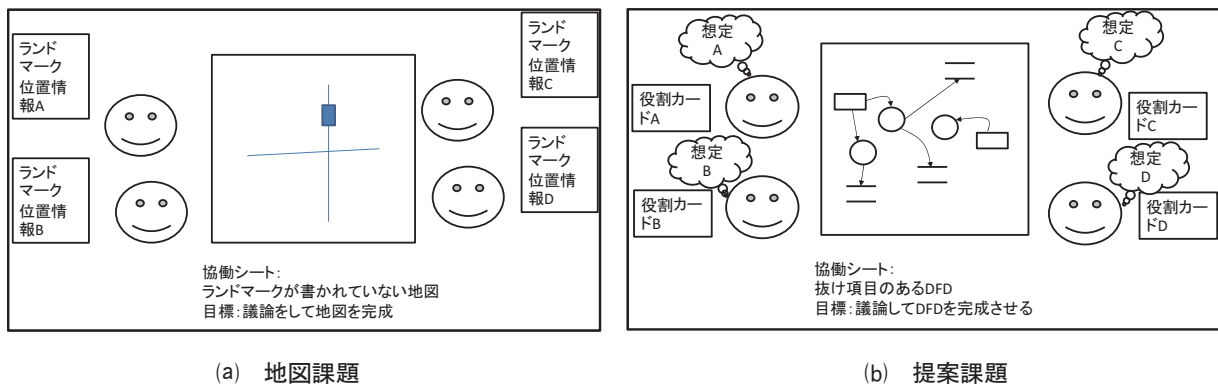 ランド
マーク
位置情
報A
ランド
マーク
位置情
報B
ランド
マーク
位置情
報C
ランド
マーク
位置情
報D
協働シート：
ランドマークが書かれていない地図
目標：議論をして地図を完成
(a) 地図課題
想定
A
役割カー
ドA
想定
B
役割カー
ドB
想定
C
役割カー
ドC
想定
D
役割カー
ドD
協働シート：
抜け項目のあるDFD
目標：議論してDFDを完成させる
(b) 提案課題